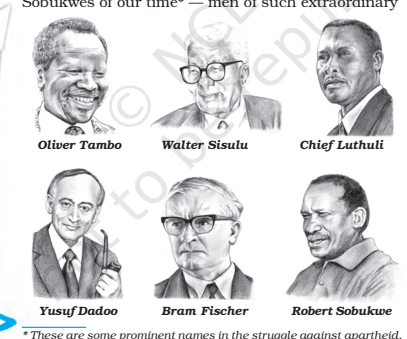 Sobukwes of our time* — men of such extraordinary
Oliver Tambo Walter Sisulu Chief Luthuli
Yusuf Dadoo Bram Fischer Robert Sobukwe
* These are some prominent names in the struggle against apartheid.